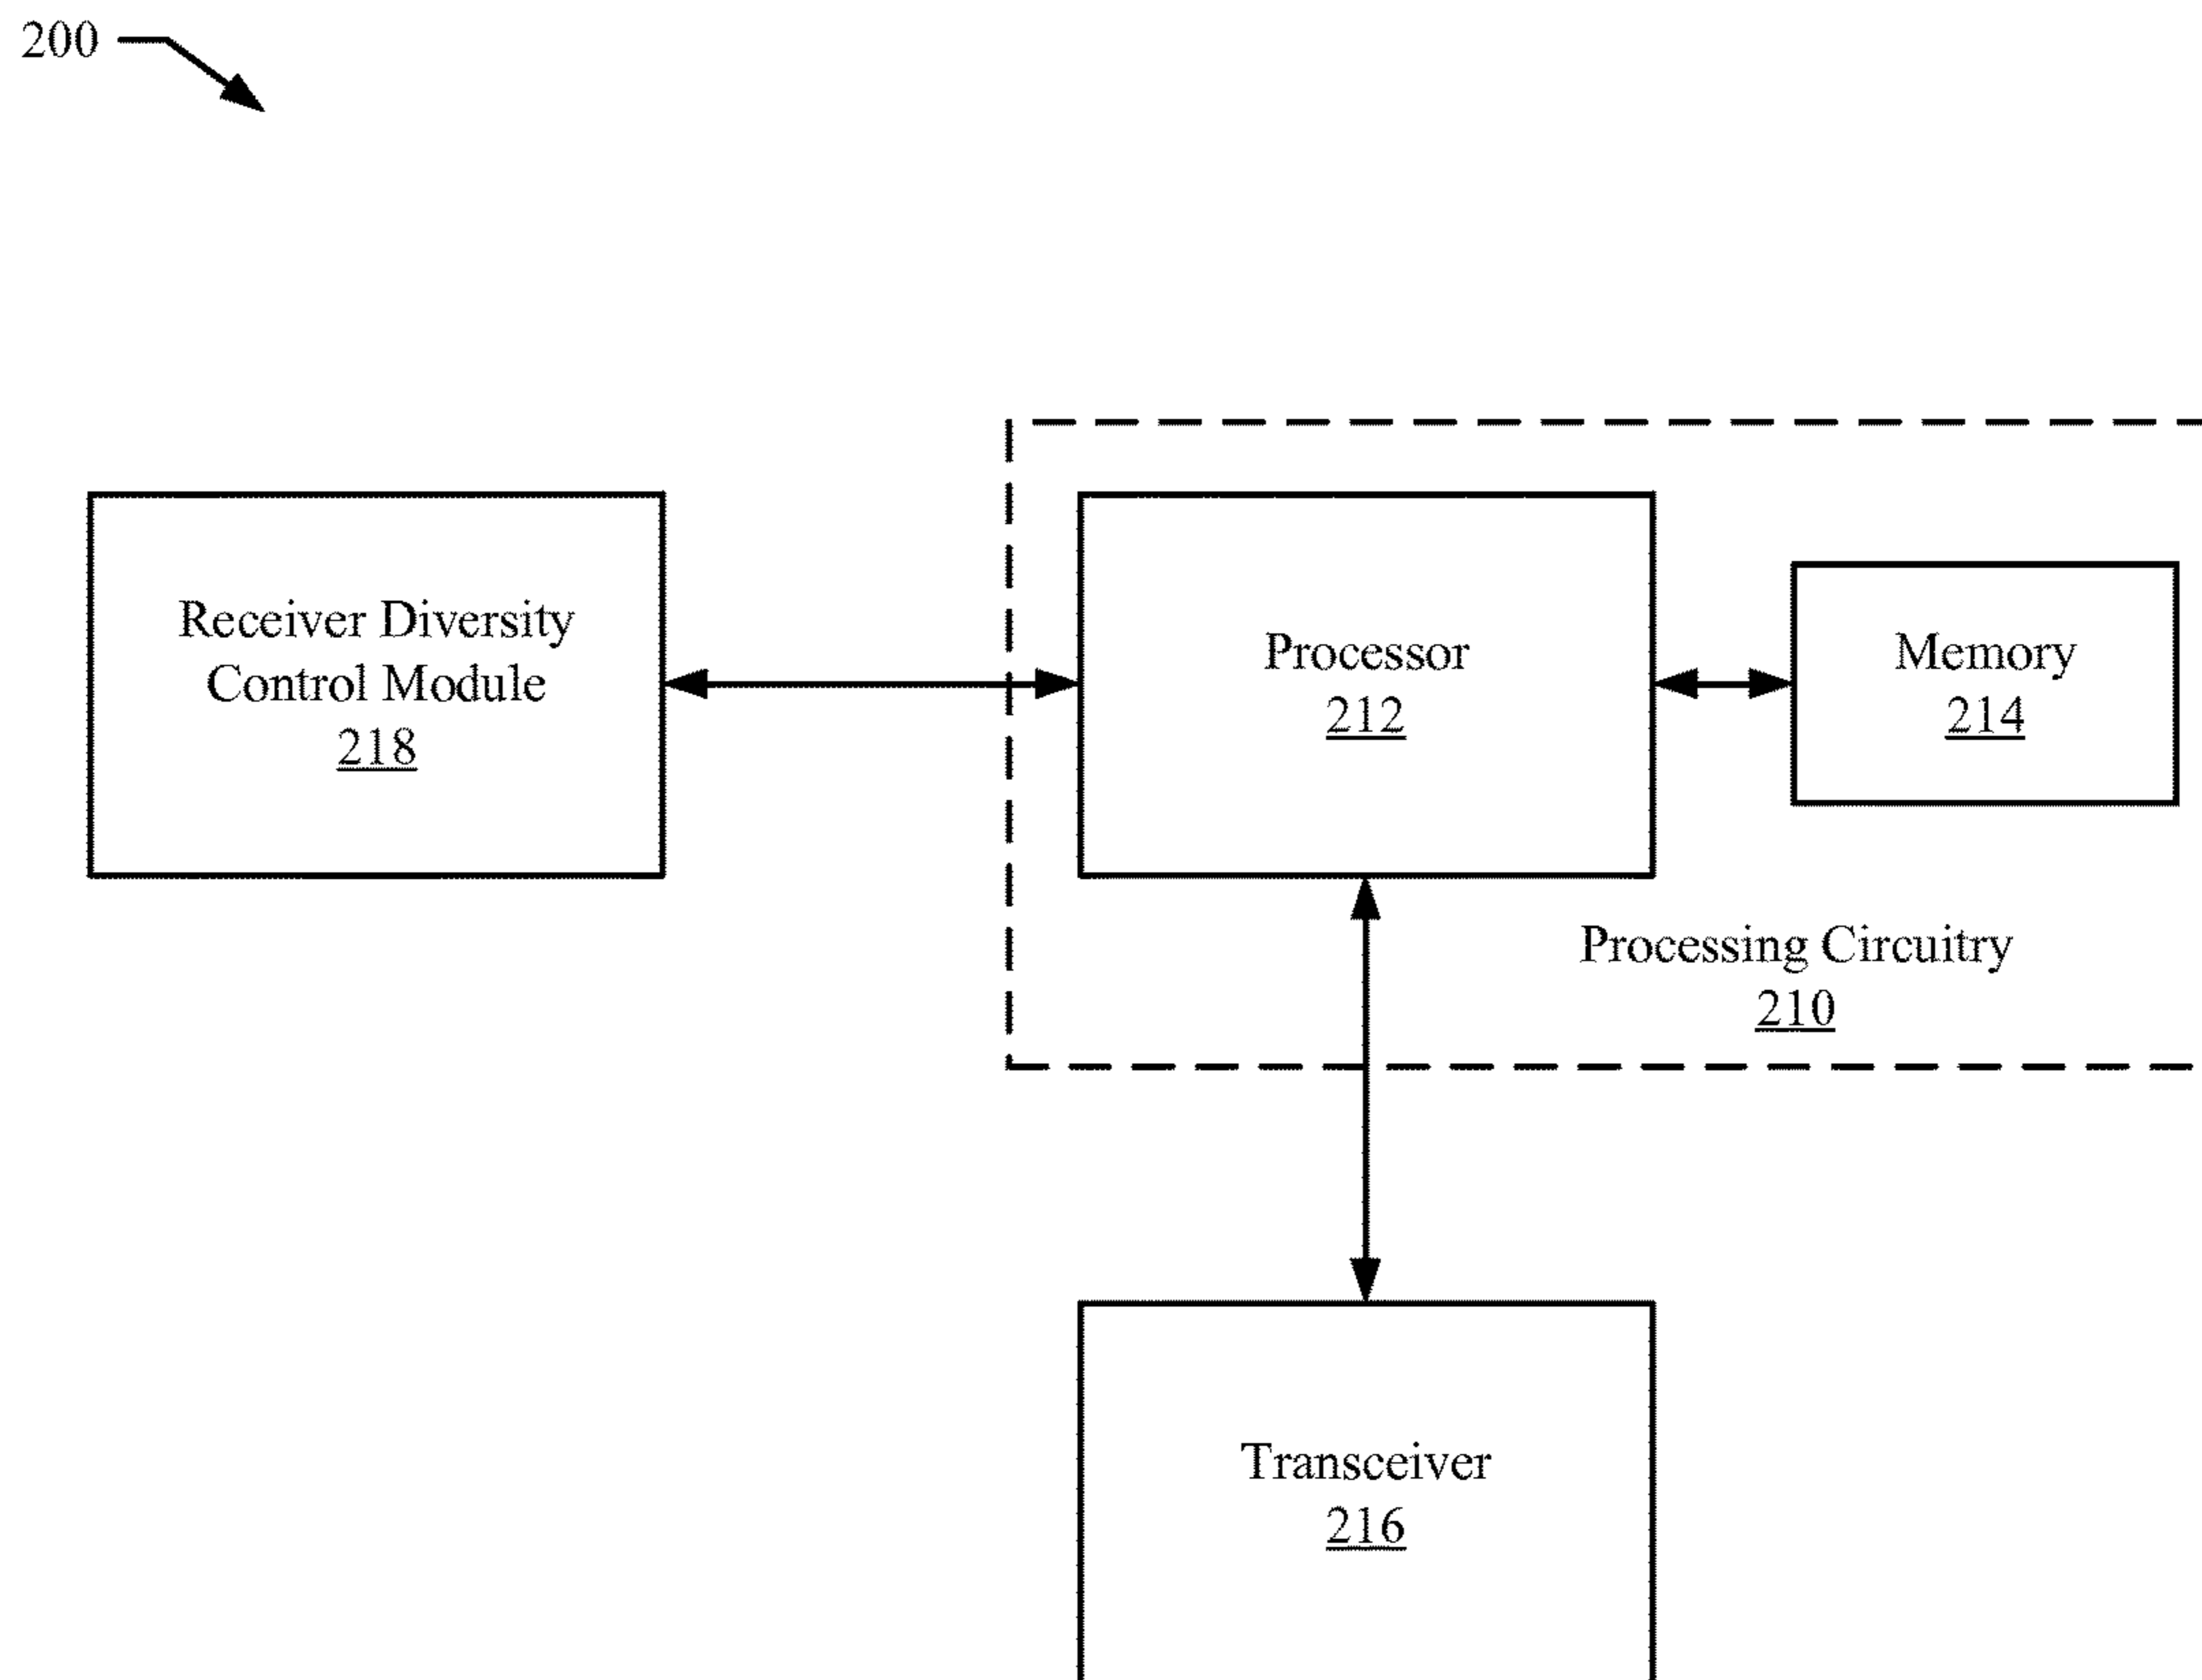 200
Receiver Diversity
Control Module
218
Processor
212
Memory
214
Processing Circuitry
210
Transceiver
216